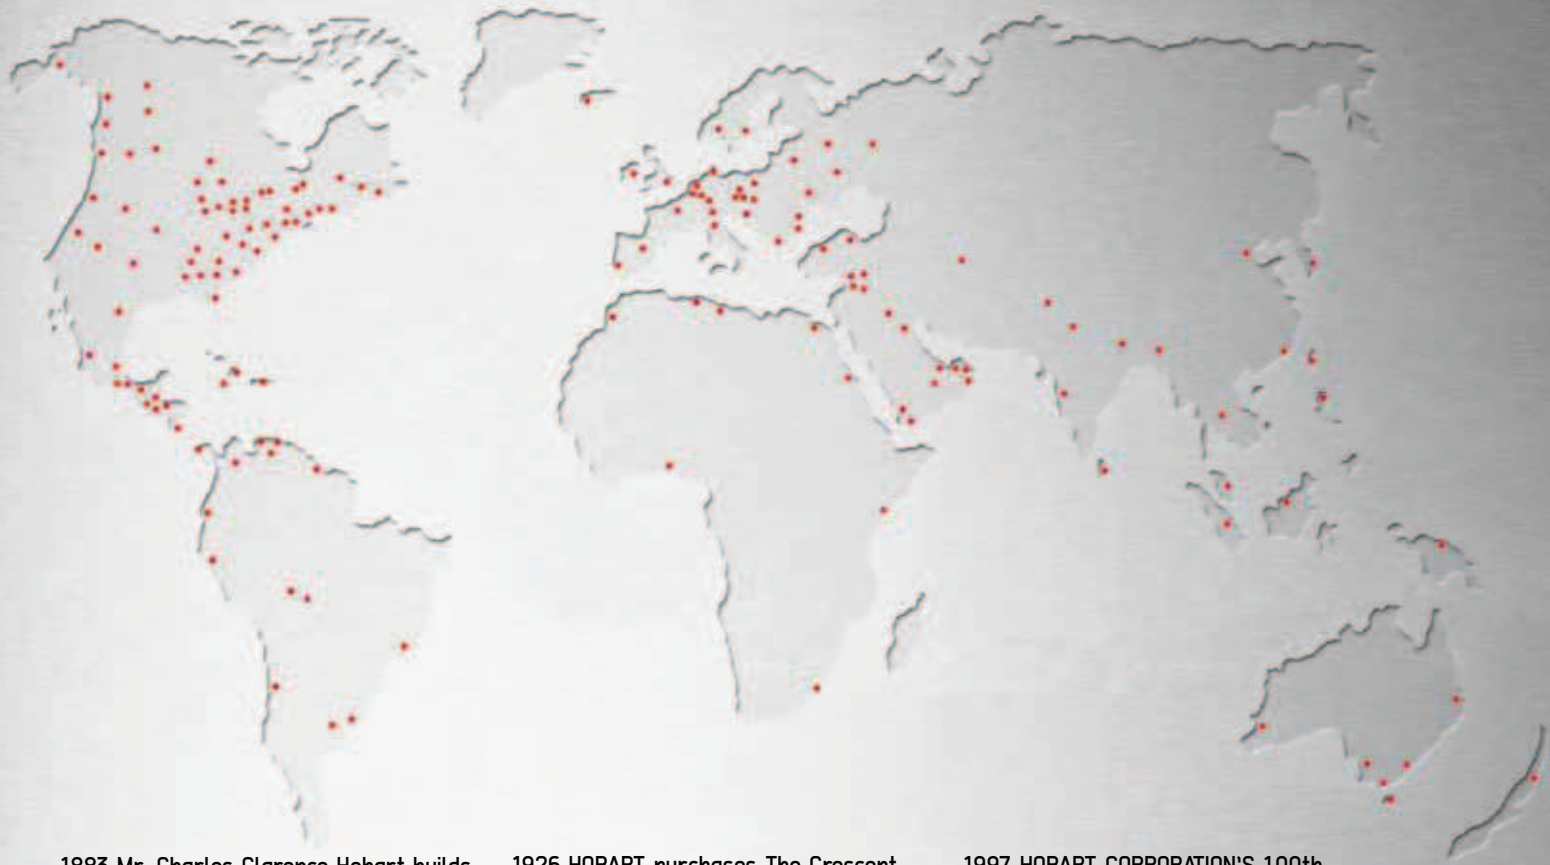 1883 Mr. Charles Clarence Hobart builds
1926 HOBART purchases The Crescent
1997 HOBART CORPORATION'S 100th